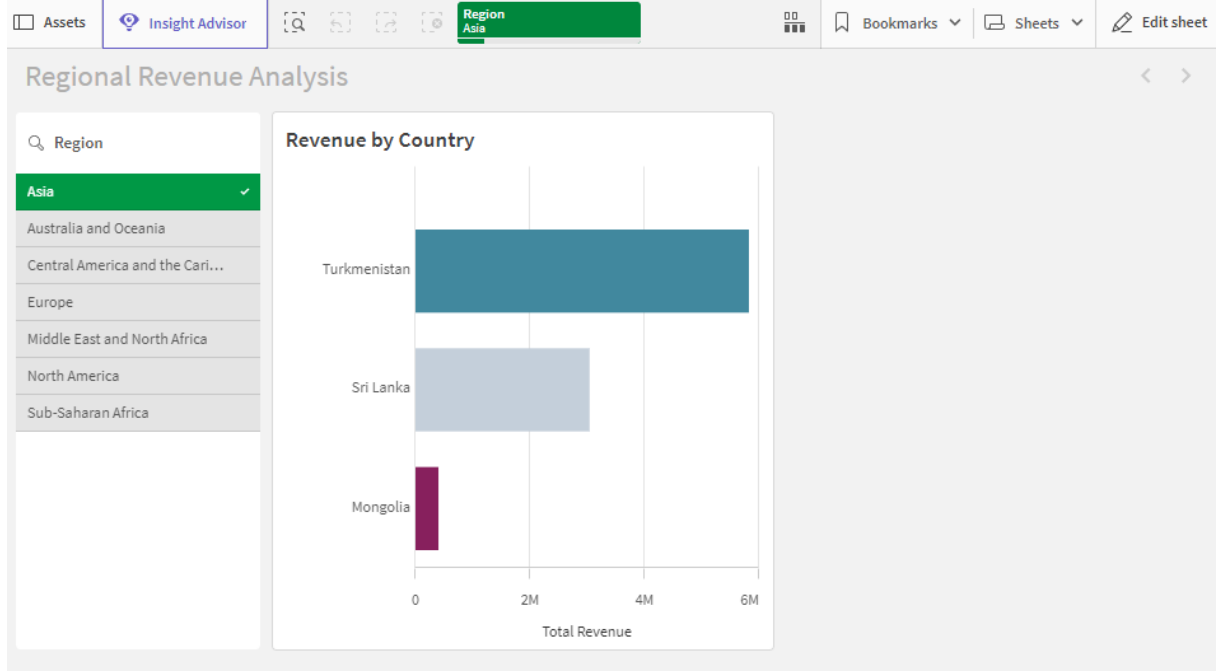 Assets
Insight Advisor
Region
Asia
Bookmarks
Sheets
Edit sheet
Regional Revenue Analysis
Region
Asia
Australia and Oceania
Central America and the Cari...
Europe
Middle East and North Africa
North America
Sub-Saharan Africa
Revenue by Country
Turkmenistan
Sri Lanka
Mongolia
0 2M 4M 6M
Total Revenue